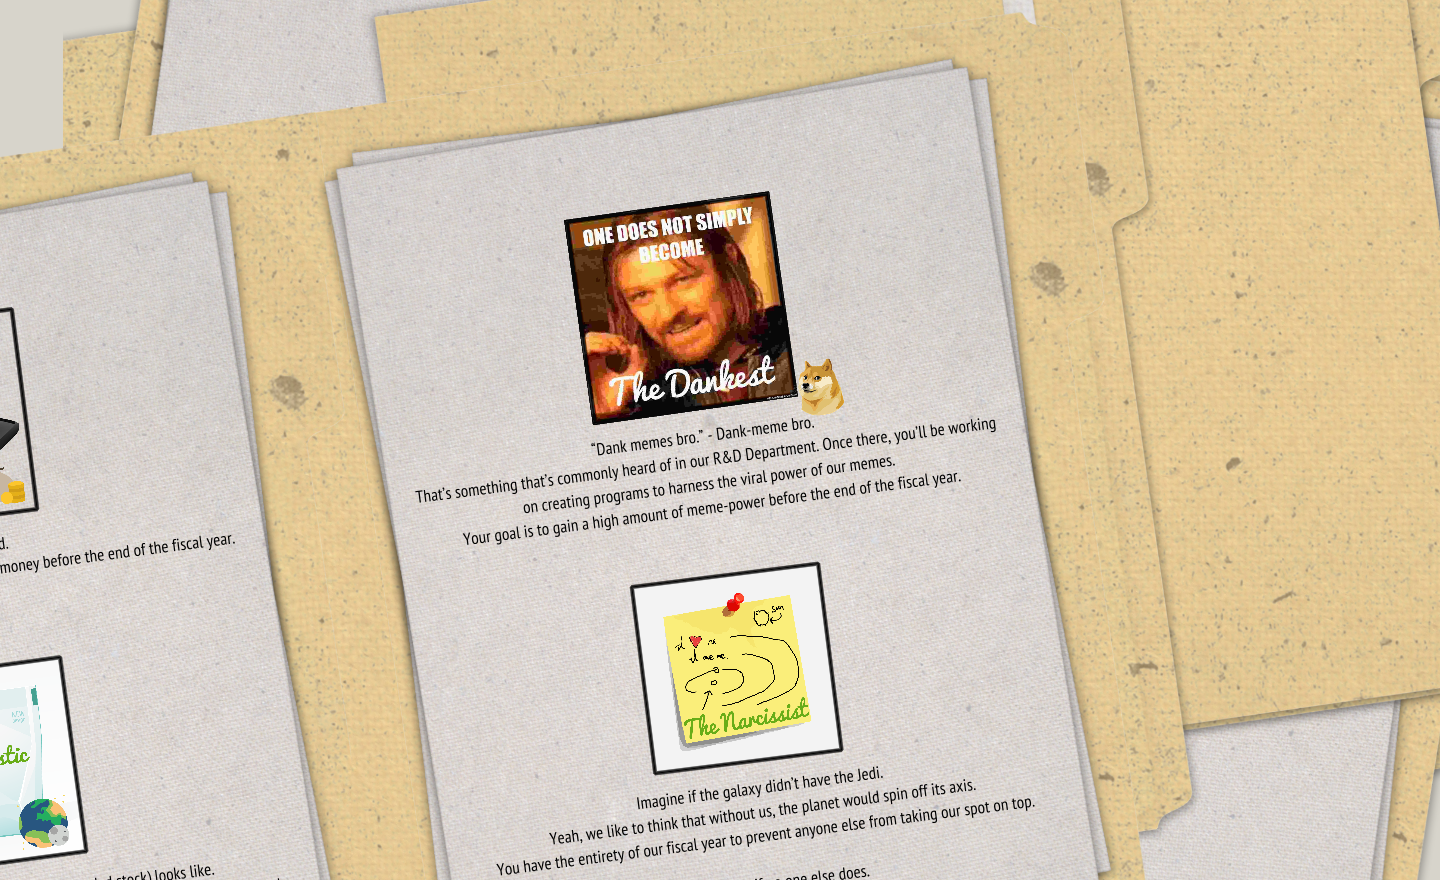 d.
money before the end of the fiscal year.
stic
stock) looks like.
ONE DOES NOT SIMPLY
BECOME
The Dankest
"Dank memes bro." - Dank-meme bro.
That's something that's commonly heard of in our R&D Department. Once there, you'll be working
on creating programs to harness the viral power of our memes.
Your goal is to gain a high amount of meme-power before the end of the fiscal year.
sun
me
me me.
The Narcissist
Imagine if the galaxy didn't have the Jedi.
Yeah, we like to think that without us, the planet would spin off its axis.
You have the entirety of our fiscal year to prevent anyone else from taking our spot on top.
one else does.